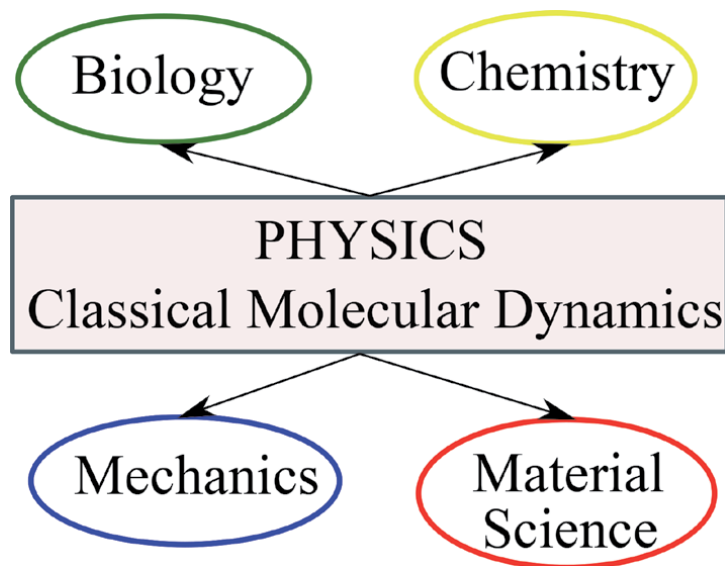 Biology
Chemistry
PHYSICS
Classical Molecular Dynamics
Mechanics
Material
Science